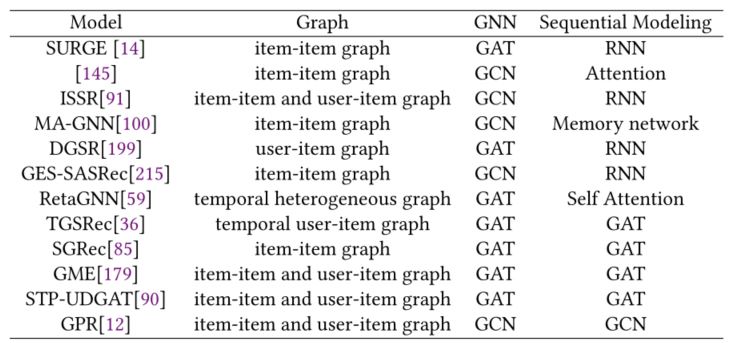 Model Graph GNN Sequential Modeling
SURGE [14] item-item graph GAT RNN
[145] item-item graph GCN Attention
ISSR[91] item-item and user-item graph GCN RNN
MA-GNN[100] item-item graph GCN Memory network
DGSR[199] user-item graph GAT RNN
GES-SASRec[215] item-item graph GCN RNN
RetaGNN[59] temporal heterogeneous graph GAT Self Attention
TGSRec[36] temporal user-item graph GAT GAT
SGRec[85] item-item graph GAT GAT
GME[179] item-item and user-item graph GAT GAT
STP-UDGAT[90] item-item and user-item graph GAT GAT
GPR[12] item-item and user-item graph GCN GCN